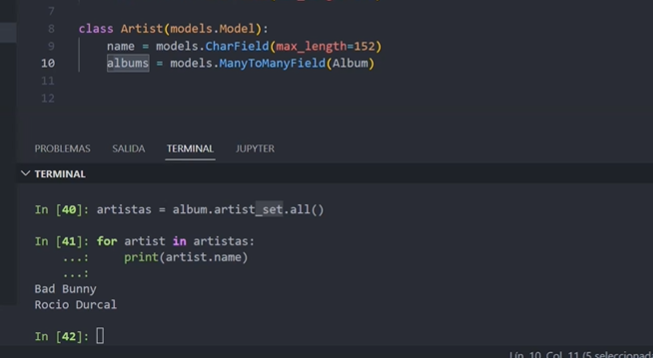 7
8 class Artist(models.Model):
9 name = models.CharField(max_length=152)
10 albums = models.ManyToManyField(Album)
11
12
PROBLEMAS SALIDA TERMINAL JUPYTER
TERMINAL
In [40]: artistas = album.artist_set.all()
In [41]: for artist in artistas:
...: print(artist.name)
...:
Bad Bunny
Rocio Durcal
In [42]:
Lín. 10, Col. 11 (5 seleccionad